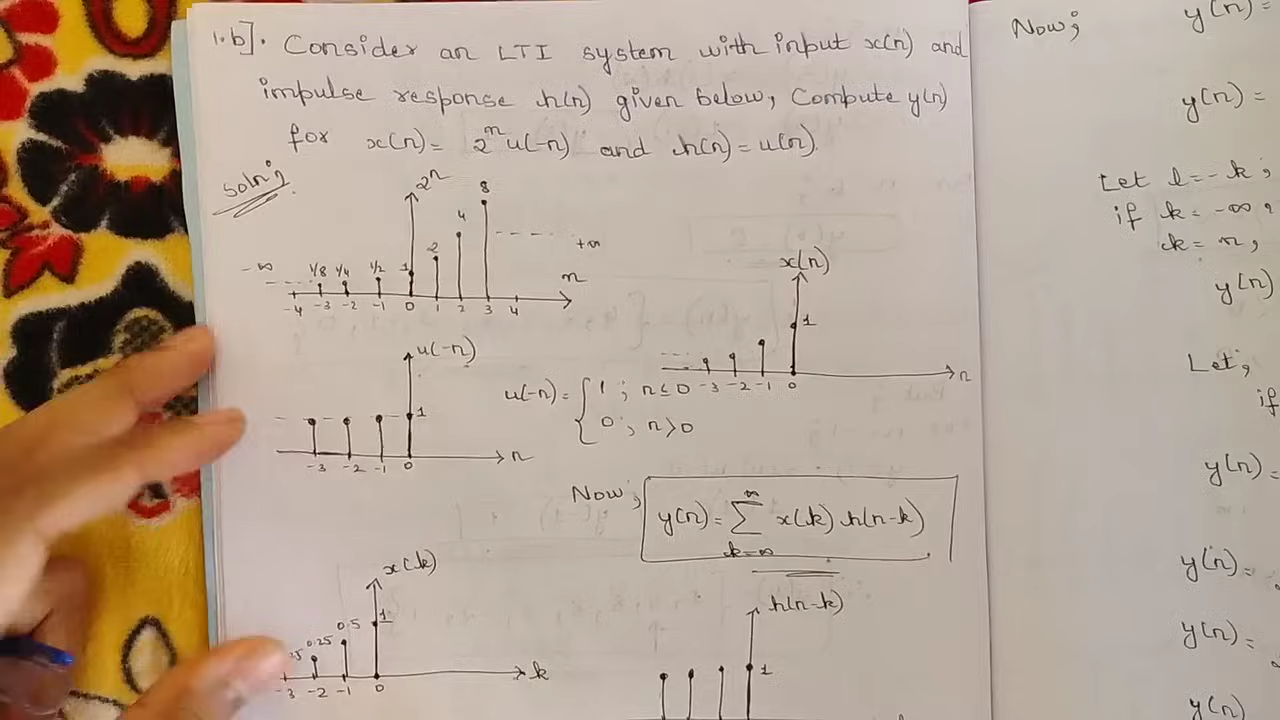 1.b]. Consider an LTI system with input x(n) and
impulse response h(n) given below, Compute y(n)
for x(n) = 2ⁿ u(-n) and h(n) = u(n).
Soln;
2ⁿ
-∞ 1/8 1/4 1/2 1 2 4 8 +∞
-4 -3 -2 -1 0 1 2 3 4 n
x(n)
1
-3 -2 -1 0 n
u(-n)
1
-3 -2 -1 0 n
u(-n) = { 1 ; n ≤ 0
0 ; n > 0
Now; y(n) = ∑ x(k) h(n-k)
x(k)
0.25 0.5 1
-3 -2 -1 0 k
h(n-k)
1
Now; y(n) =
y(n) =
Let l = -k ;
if k = -∞,
k = n,
y(n)
Let,
if
y(n) =
y(n) =
y(n) =
y(n)